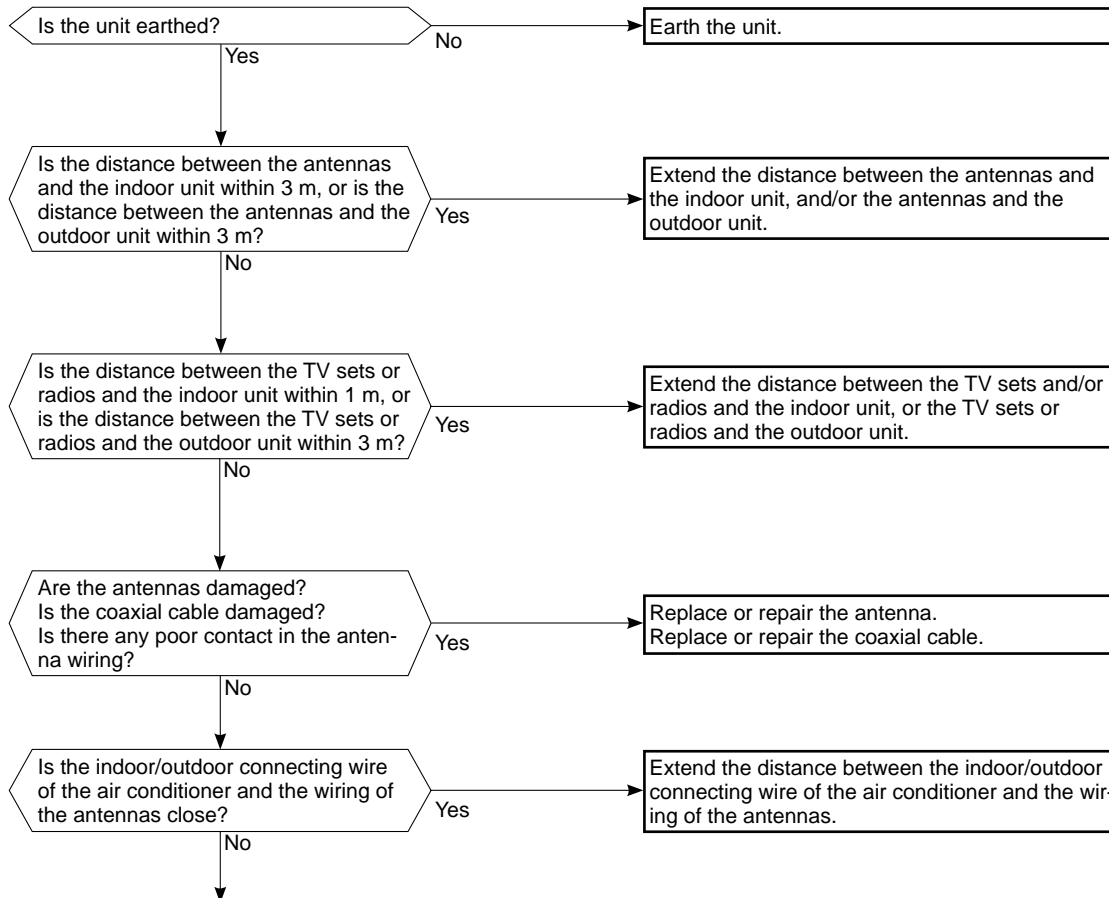 Is the unit earthed?
No
Earth the unit.
Yes
Is the distance between the antennas
and the indoor unit within 3 m, or is the
distance between the antennas and the
outdoor unit within 3 m?
Yes
Extend the distance between the antennas and
the indoor unit, and/or the antennas and the
outdoor unit.
No
Is the distance between the TV sets or
radios and the indoor unit within 1 m, or
is the distance between the TV sets or
radios and the outdoor unit within 3 m?
Yes
Extend the distance between the TV sets and/or
radios and the indoor unit, or the TV sets or
radios and the outdoor unit.
No
Are the antennas damaged?
Is the coaxial cable damaged?
Is there any poor contact in the anten-
na wiring?
Yes
Replace or repair the antenna.
Replace or repair the coaxial cable.
No
Is the indoor/outdoor connecting wire
of the air conditioner and the wiring of
the antennas close?
Yes
Extend the distance between the indoor/outdoor
connecting wire of the air conditioner and the wir-
ing of the antennas.
No